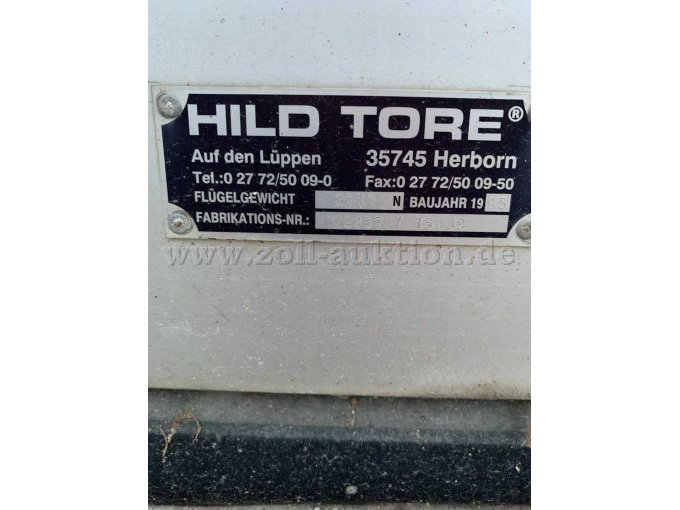 HILD TORE®
Auf den Lüppen 35745 Herborn
Tel.:0 27 72/50 09-0 Fax:0 27 72/50 09-50
FLÜGELGEWICHT N BAUJAHR 19
FABRIKATIONS-NR.:
www.zoll-auktion.de